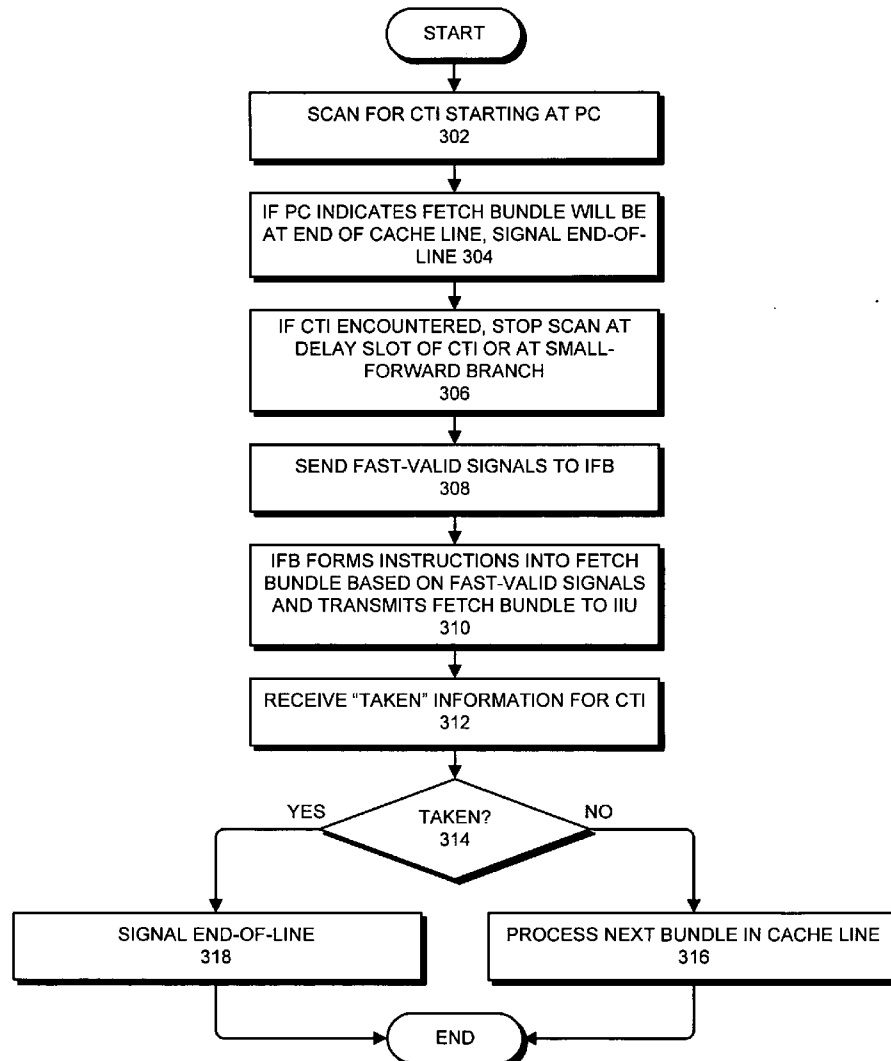 START
SCAN FOR CTI STARTING AT PC
302
IF PC INDICATES FETCH BUNDLE WILL BE
AT END OF CACHE LINE, SIGNAL END-OF-
LINE 304
IF CTI ENCOUNTERED, STOP SCAN AT
DELAY SLOT OF CTI OR AT SMALL-
FORWARD BRANCH
306
SEND FAST-VALID SIGNALS TO IFB
308
IFB FORMS INSTRUCTIONS INTO FETCH
BUNDLE BASED ON FAST-VALID SIGNALS
AND TRANSMITS FETCH BUNDLE TO IIU
310
RECEIVE "TAKEN" INFORMATION FOR CTI
312
YES
TAKEN?
314
NO
SIGNAL END-OF-LINE
318
PROCESS NEXT BUNDLE IN CACHE LINE
316
END